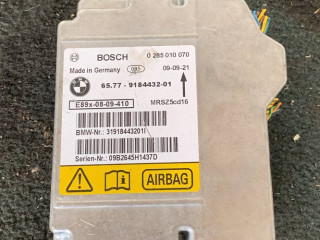 BOSCH 0 285 010 070
Made in Germany 09-09-21
65.77 - 9184432-01
E89x-08-09-410 MRSZ5cd16
BMW-Nr.: 31918443201I
Serien-Nr.: 09B2645H1437D
AIRBAG